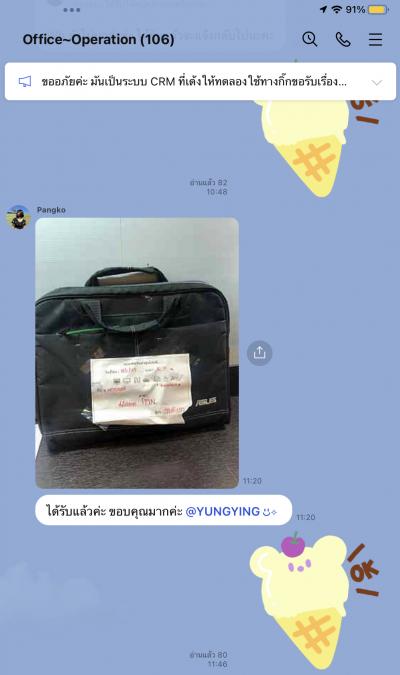 91%
Office~Operation (106)
ขออภัยค่ะ มันเป็นระบบ CRM ที่เด้งให้ทดลองใช้ทางกิ๊กขอรับเรื่อง...
OK
อ่านแล้ว 82
10:48
Pangko
ASUS
11:20
ได้รับแล้วค่ะ ขอบคุณมากค่ะ @YUNGYING
11:20
OK
อ่านแล้ว 80
11:46